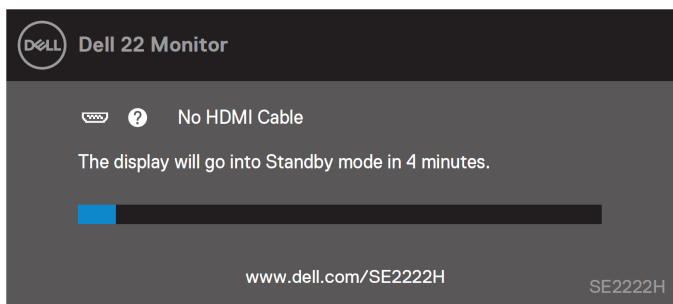 DELL Dell 22 Monitor
No HDMI Cable
The display will go into Standby mode in 4 minutes.
www.dell.com/SE2222H
SE2222H